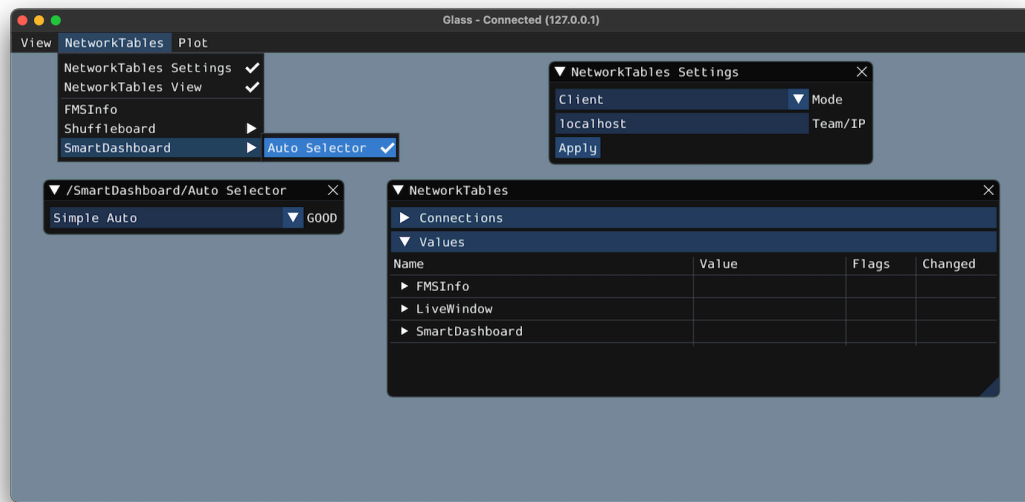 Glass - Connected (127.0.0.1)
View NetworkTables Plot
NetworkTables Settings
NetworkTables View
FMSInfo
Shuffleboard
SmartDashboard
Auto Selector
NetworkTables Settings
Client Mode
localhost Team/IP
Apply
/SmartDashboard/Auto Selector
Simple Auto GOOD
NetworkTables
Connections
Values
Name Value Flags Changed
FMSInfo
LiveWindow
SmartDashboard